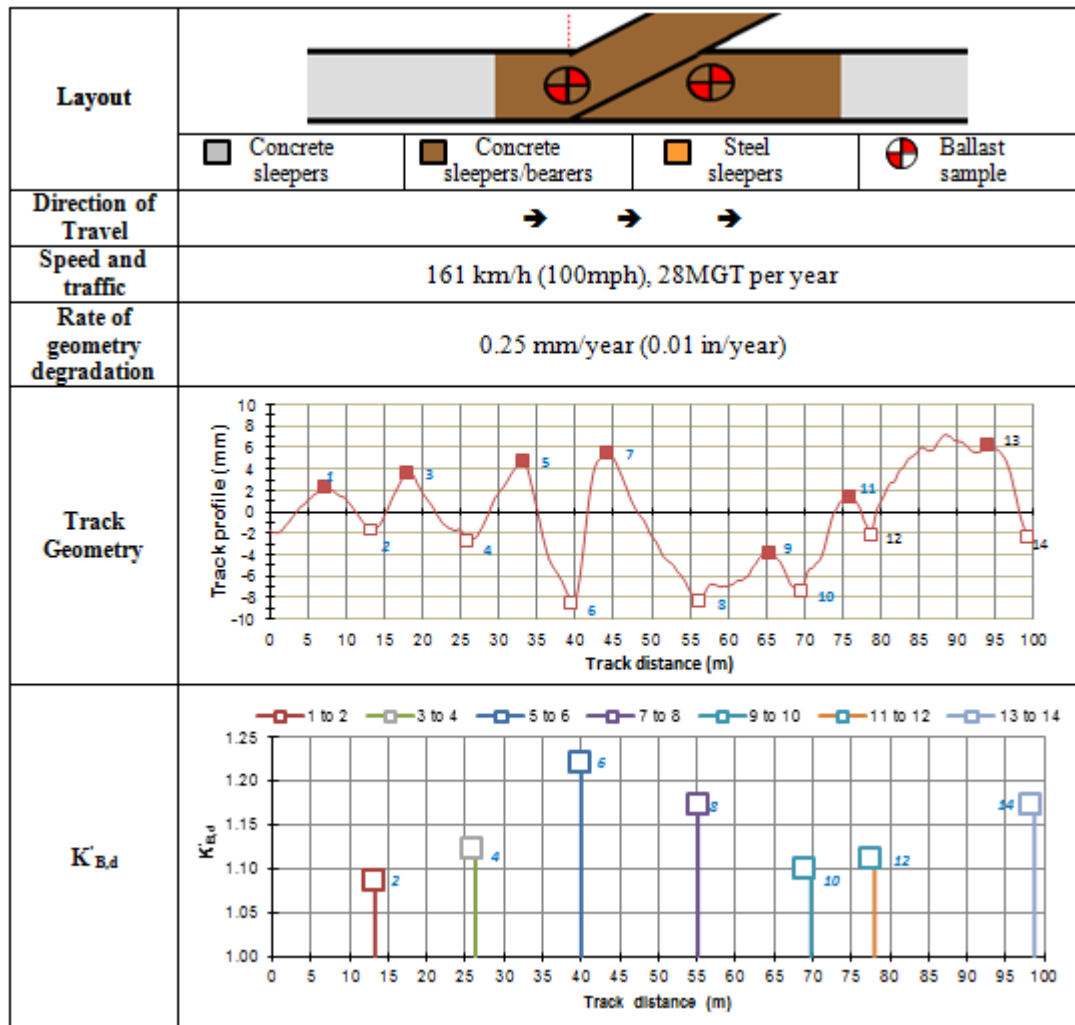 Layout
Concrete
sleepers
Concrete
sleepers/bearers
Steel
sleepers
Ballast
sample
Direction of
Travel
Speed and
traffic
161 km/h (100mph), 28MGT per year
Rate of
geometry
degradation
0.25 mm/year (0.01 in/year)
Track
Geometry
Track profile (mm)
10
8
6
4
2
0
-2
-4
-6
-8
-10
1
2
3
4
5
6
7
8
9
10
11
12
13
14
0 5 10 15 20 25 30 35 40 45 50 55 60 65 70 75 80 85 90 95 100
Track distance (m)
K'B,d
1 to 2 3 to 4 5 to 6 7 to 8 9 to 10 11 to 12 13 to 14
K'B,d
1.25
1.20
1.15
1.10
1.05
1.00
2
4
6
8
10
12
14
0 5 10 15 20 25 30 35 40 45 50 55 60 65 70 75 80 85 90 95 100
Track distance (m)